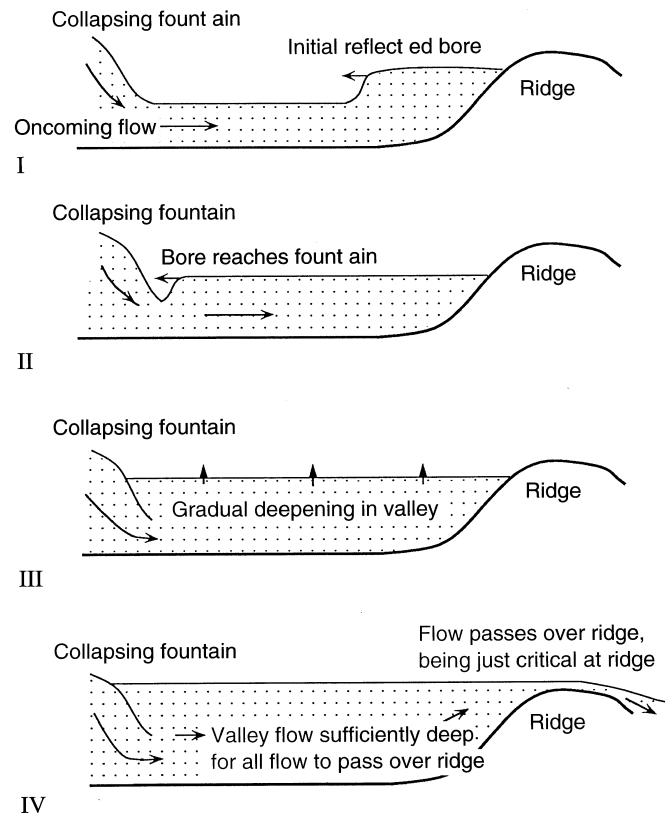 Collapsing fount ain
Initial reflect ed bore
Ridge
Oncoming flow
I
Collapsing fountain
Bore reaches fount ain
Ridge
II
Collapsing fountain
Ridge
Gradual deepening in valley
III
Flow passes over ridge,
being just critical at ridge
Collapsing fountain
Ridge
Valley flow sufficiently deep
for all flow to pass over ridge
IV